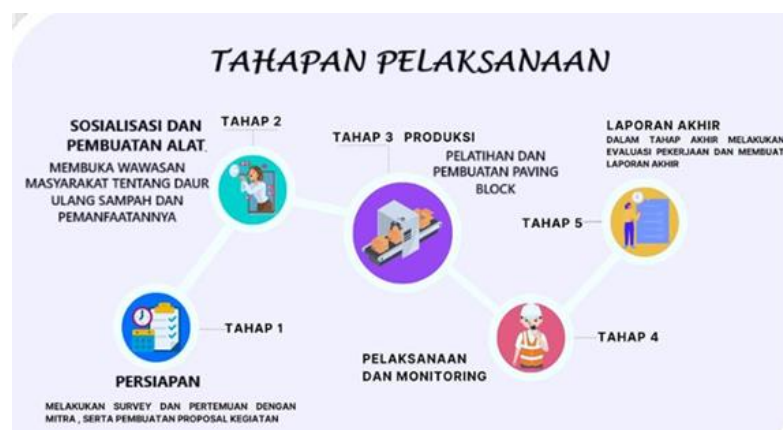 TAHAPAN PELAKSANAAN
TAHAP 1
PERSIAPAN
MELAKUKAN SURVEY DAN PERTEMUAN DENGAN
MITRA , SERTA PEMBUATAN PROPOSAL KEGIATAN
TAHAP 2
SOSIALISASI DAN
PEMBUATAN ALAT.
MEMBUKA WAWASAN
MASYARAKAT TENTANG DAUR
ULANG SAMPAH DAN
PEMANFAATANNYA
TAHAP 3 PRODUKSI
PELATIHAN DAN
PEMBUATAN PAVING
BLOCK
TAHAP 4
PELAKSANAAN
DAN MONITORING
TAHAP 5
LAPORAN AKHIR
DALAM TAHAP AKHIR MELAKUKAN
EVALUASI PEKERJAAN DAN MEMBUAT
LAPORAN AKHIR